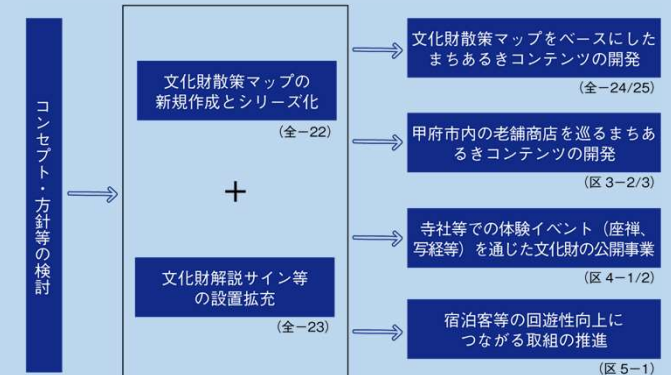 コンセプト・方針等の検討
文化財散策マップの
新規作成とシリーズ化
(全−22)
+
文化財解説サイン等
の設置拡充
(全−23)
文化財散策マップをベースにした
まちあるきコンテンツの開発
(全−24/25)
甲府市内の老舗商店を巡るまちあ
るきコンテンツの開発
(区3−2/3)
寺社等での体験イベント（座禅、
写経等）を通じた文化財の公開事業
(区4−1/2)
宿泊客等の回遊性向上に
つながる取組の推進
(区5−1)